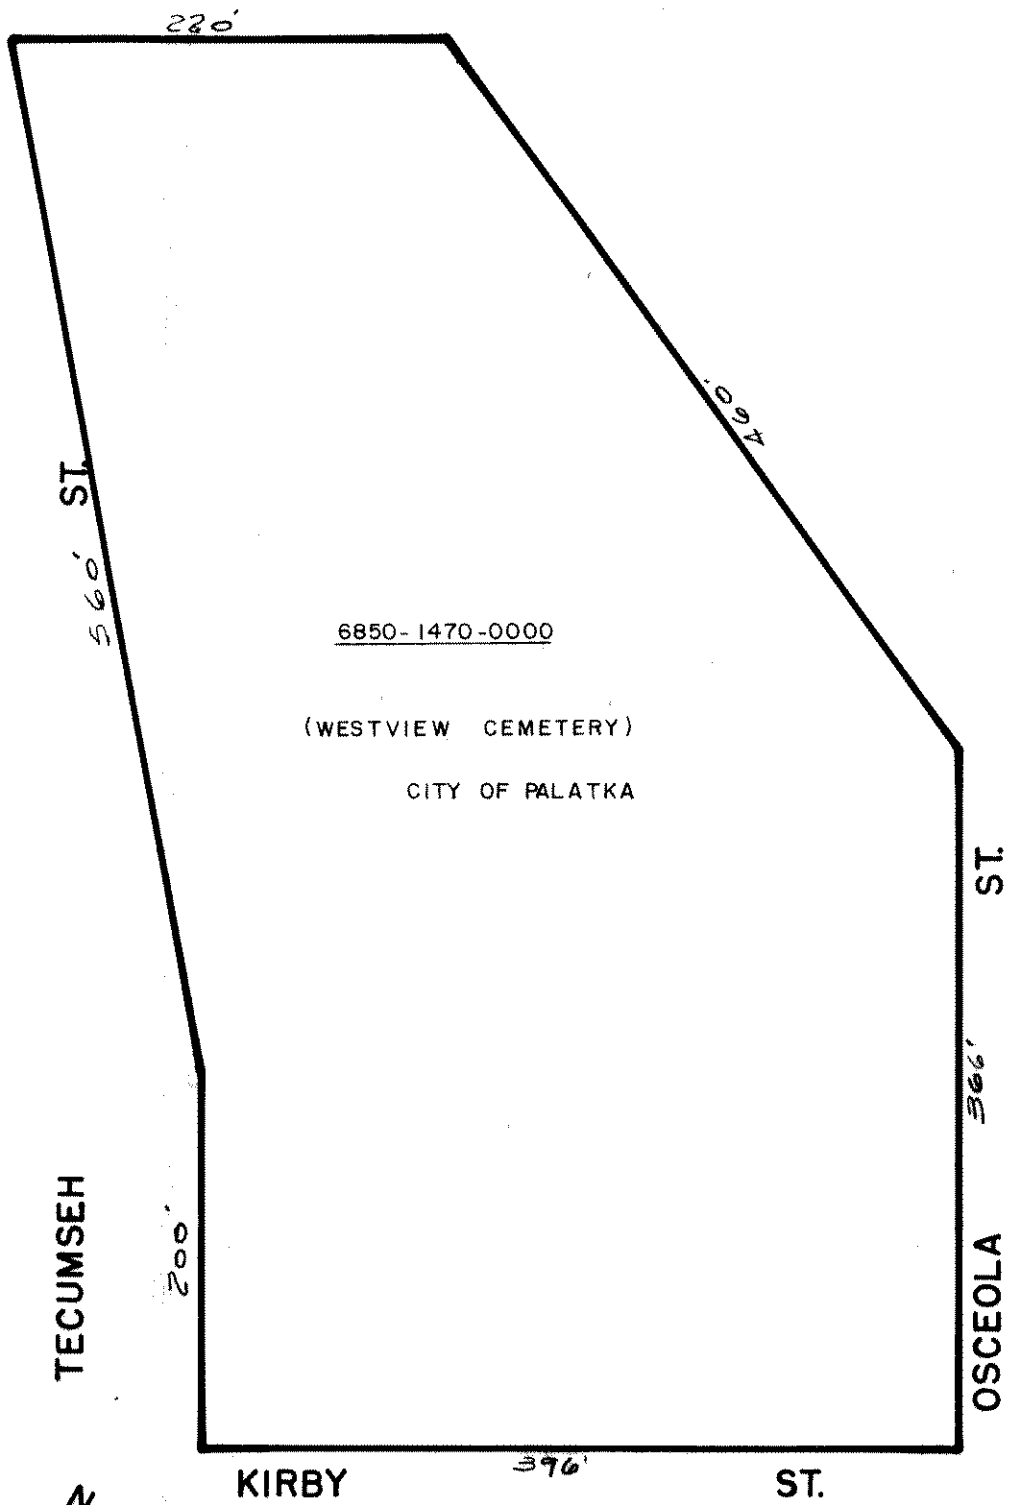 220'
460'
ST.
560'
6850-1470-0000
(WESTVIEW CEMETERY)
CITY OF PALATKA
ST.
366'
TECUMSEH
200'
OSCEOLA
396'
KIRBY ST.
N